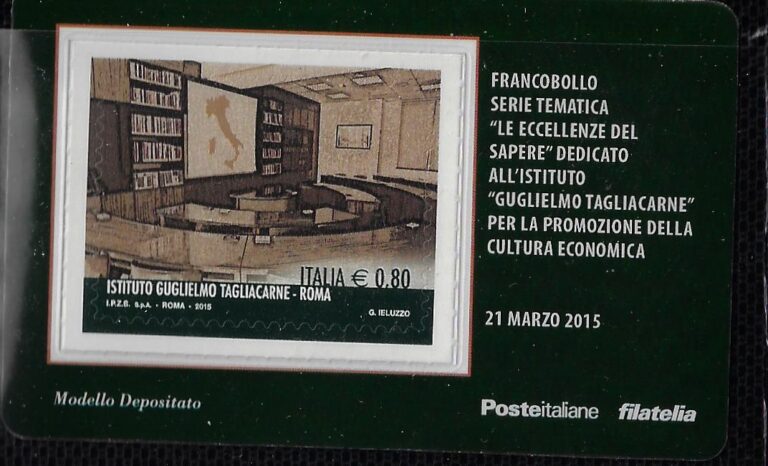 FRANCOBOLLO
SERIE TEMATICA
"LE ECCELLENZE DEL
SAPERE" DEDICATO
ALL'ISTITUTO
"GUGLIELMO TAGLIACARNE"
PER LA PROMOZIONE DELLA
CULTURA ECONOMICA
21 MARZO 2015
ITALIA € 0,80
ISTITUTO GUGLIELMO TAGLIACARNE - ROMA
I.P.Z.S. S.p.A. - ROMA - 2015
G. IELUZZO
Modello Depositato
Posteitaliane filatelia